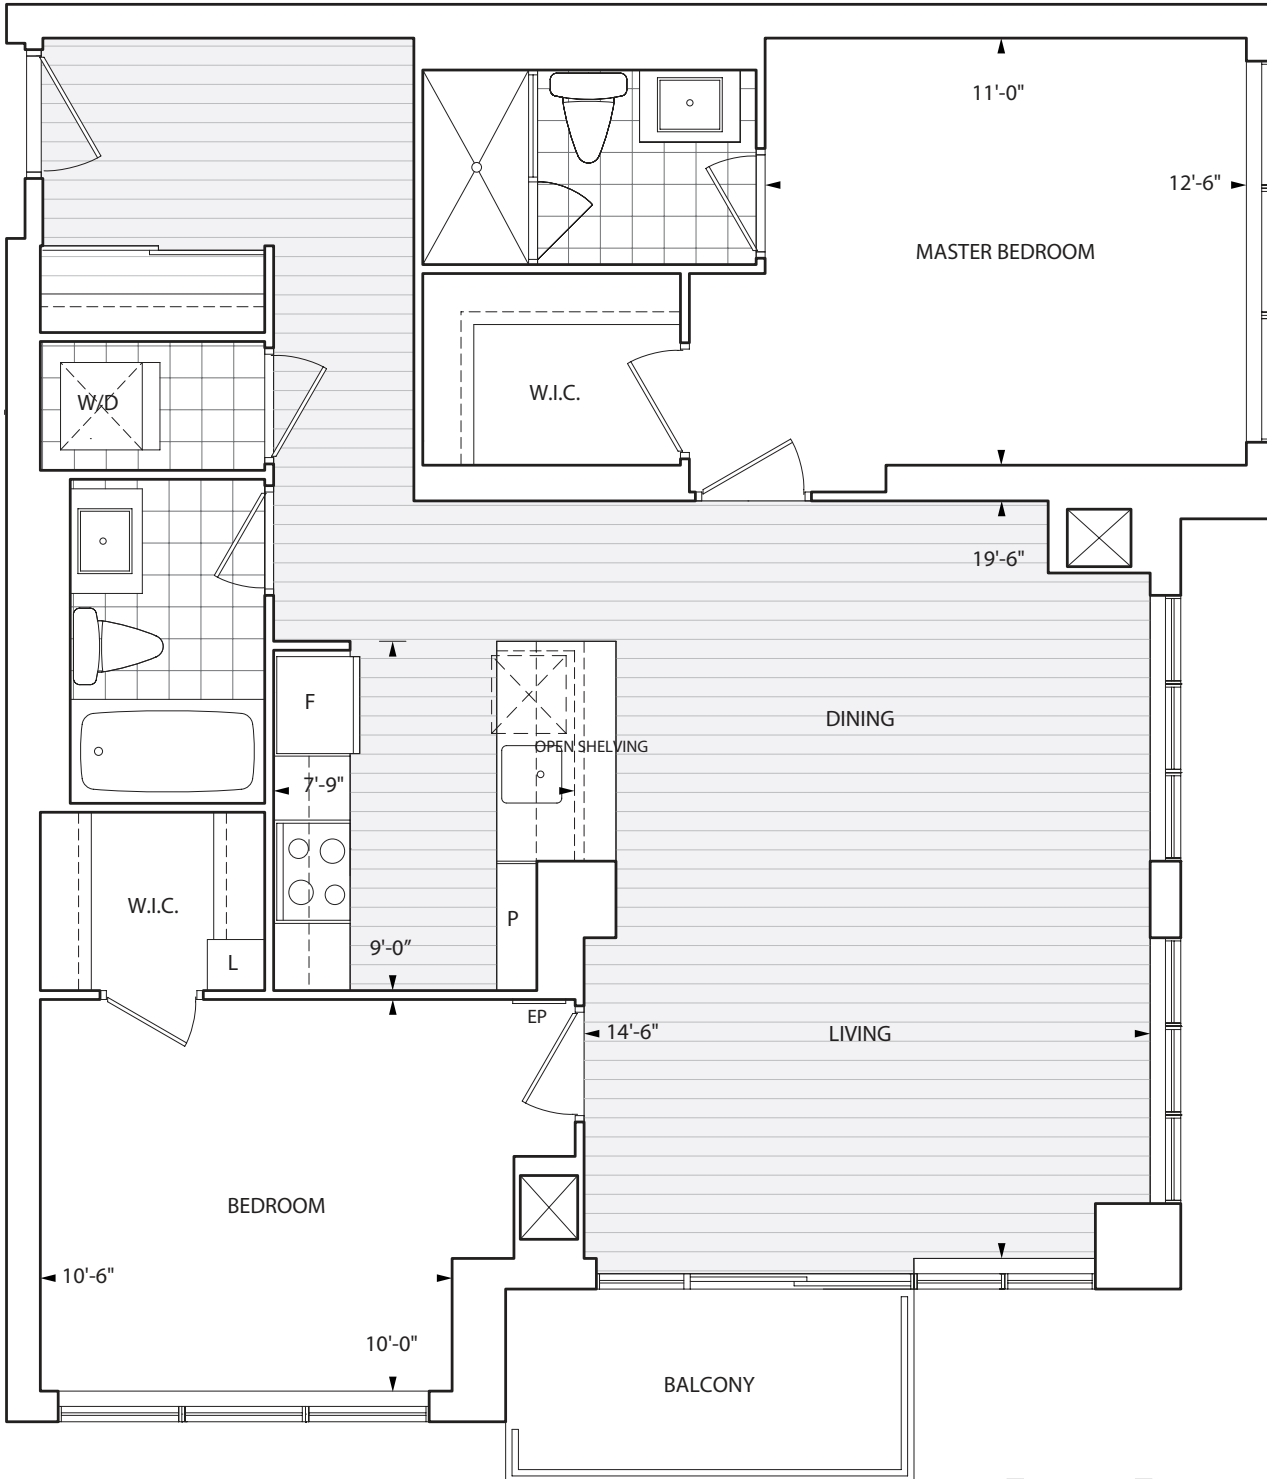 11'-0"
12'-6"
MASTER BEDROOM
W.I.C.
W/D
19'-6"
F
DINING
OPEN SHELVING
7'-9"
W.I.C.
P
9'-0"
L
EP
14'-6"
LIVING
BEDROOM
10'-6"
10'-0"
BALCONY